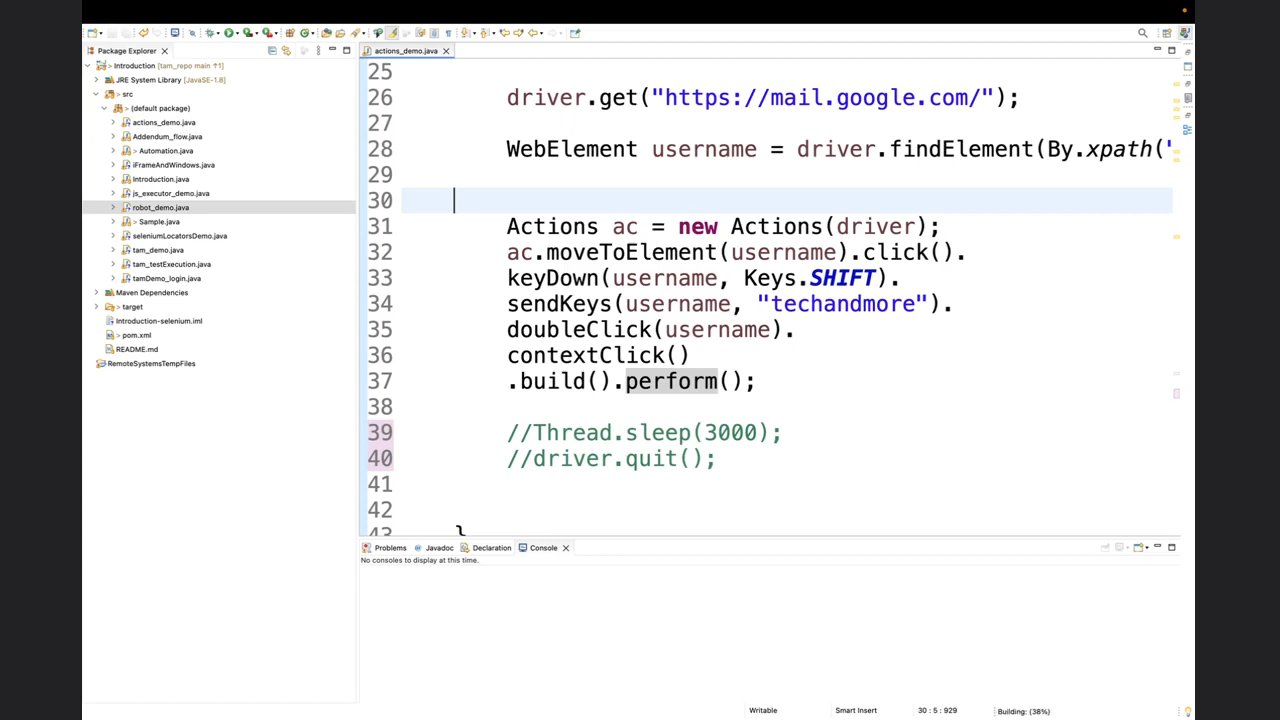 Package Explorer
Introduction [tam_repo main ↑1]
JRE System Library [JavaSE-1.8]
src
(default package)
actions_demo.java
Addendum_flow.java
> Automation.java
iFrameAndWindows.java
Introduction.java
js_executor_demo.java
robot_demo.java
> Sample.java
seleniumLocatorsDemo.java
tam_demo.java
tam_testExecution.java
tamDemo_login.java
Maven Dependencies
> target
Introduction-selenium.iml
> pom.xml
README.md
RemoteSystemsTempFiles
actions_demo.java
25
26 driver.get("https://mail.google.com/");
27
28 WebElement username = driver.findElement(By.xpath("
29
30
31 Actions ac = new Actions(driver);
32 ac.moveToElement(username).click().
33 keyDown(username, Keys.SHIFT).
34 sendKeys(username, "techandmore").
35 doubleClick(username).
36 contextClick()
37 .build().perform();
38
39 //Thread.sleep(3000);
40 //driver.quit();
41
42
43 }
Problems Javadoc Declaration Console
No consoles to display at this time.
Writable Smart Insert 30 : 5 : 929 Building: (38%)